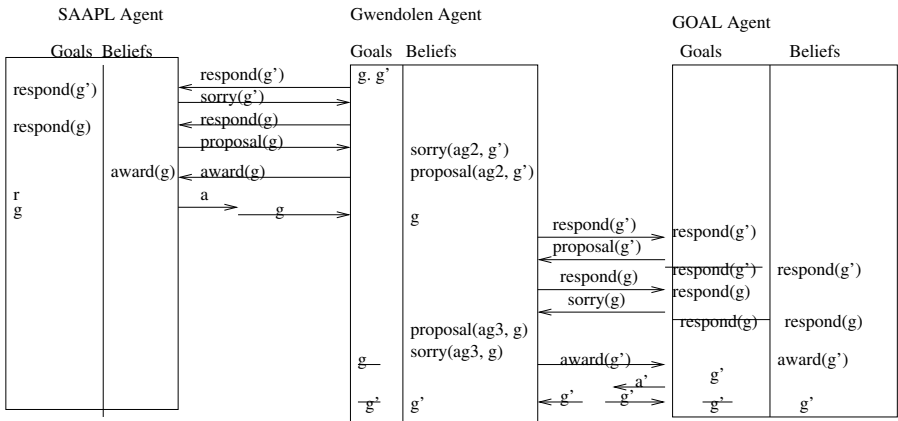 SAAPL Agent
Gwendolen Agent
GOAL Agent
Goals Beliefs
Goals Beliefs
Goals Beliefs
respond(g’)
g. g’
respond(g’)
sorry(g’)
respond(g)
respond(g)
proposal(g)
sorry(ag2, g’)
award(g)
award(g)
proposal(ag2, g’)
r
a
g
g
g
respond(g’)
respond(g’)
proposal(g’)
respond(g’)
respond(g’)
respond(g)
respond(g)
sorry(g)
respond(g)
respond(g)
proposal(ag3, g)
sorry(ag3, g)
g
award(g’)
award(g’)
a’
g’
g’
g’
g’
g’
g’
g’